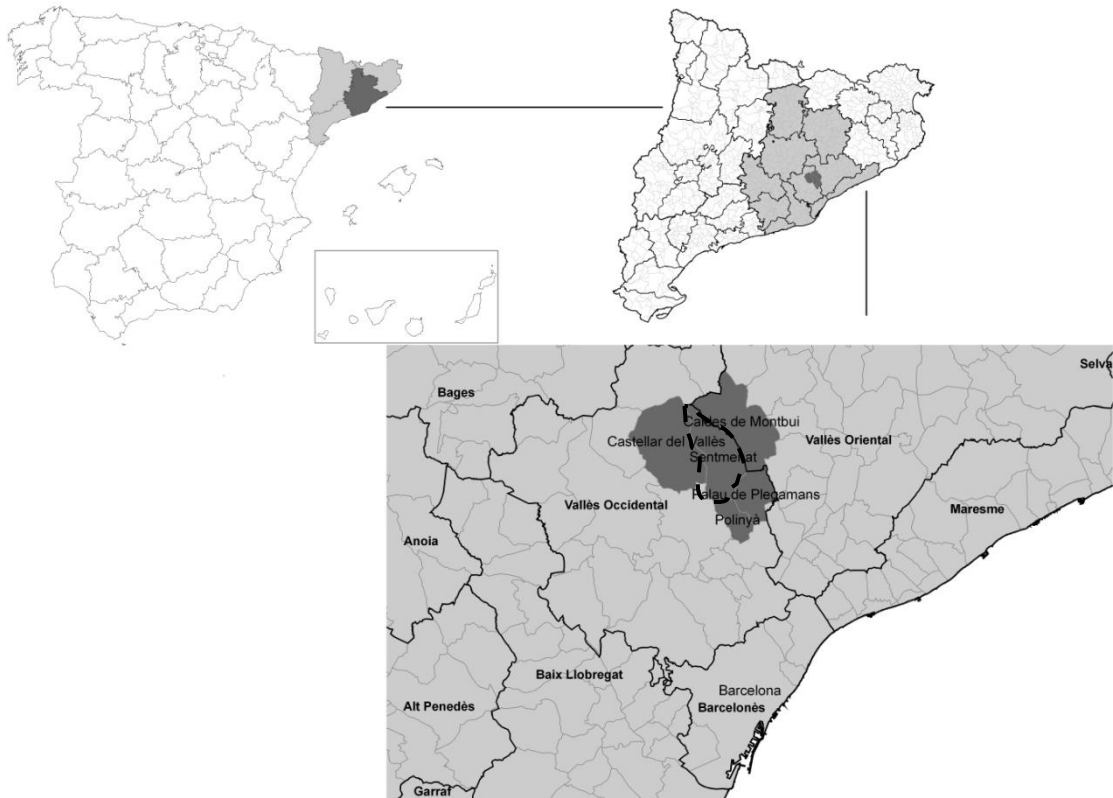 Selva
Bages
Caldes de Montbui
Castellar del Vallès
Vallès Oriental
Sentmenat
Palau de Plegamans
Vallès Occidental
Maresme
Polinyà
Anoia
Baix Llobregat
Barcelona
Alt Penedès
Barcelonès
Garraf